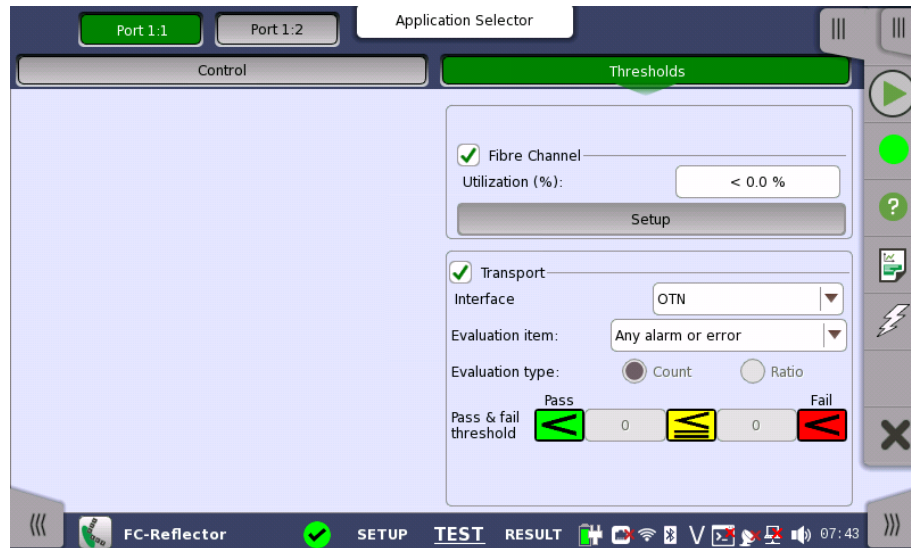 Port 1:1
Port 1:2
Application Selector
Control
Thresholds
Fibre Channel
Utilization (%):
< 0.0 %
Setup
Transport
Interface
OTN
Evaluation item:
Any alarm or error
Evaluation type:
Count
Ratio
Pass
Fail
Pass & fail
threshold
<
0
≦
0
<
FC-Reflector
SETUP
TEST
RESULT
07:43